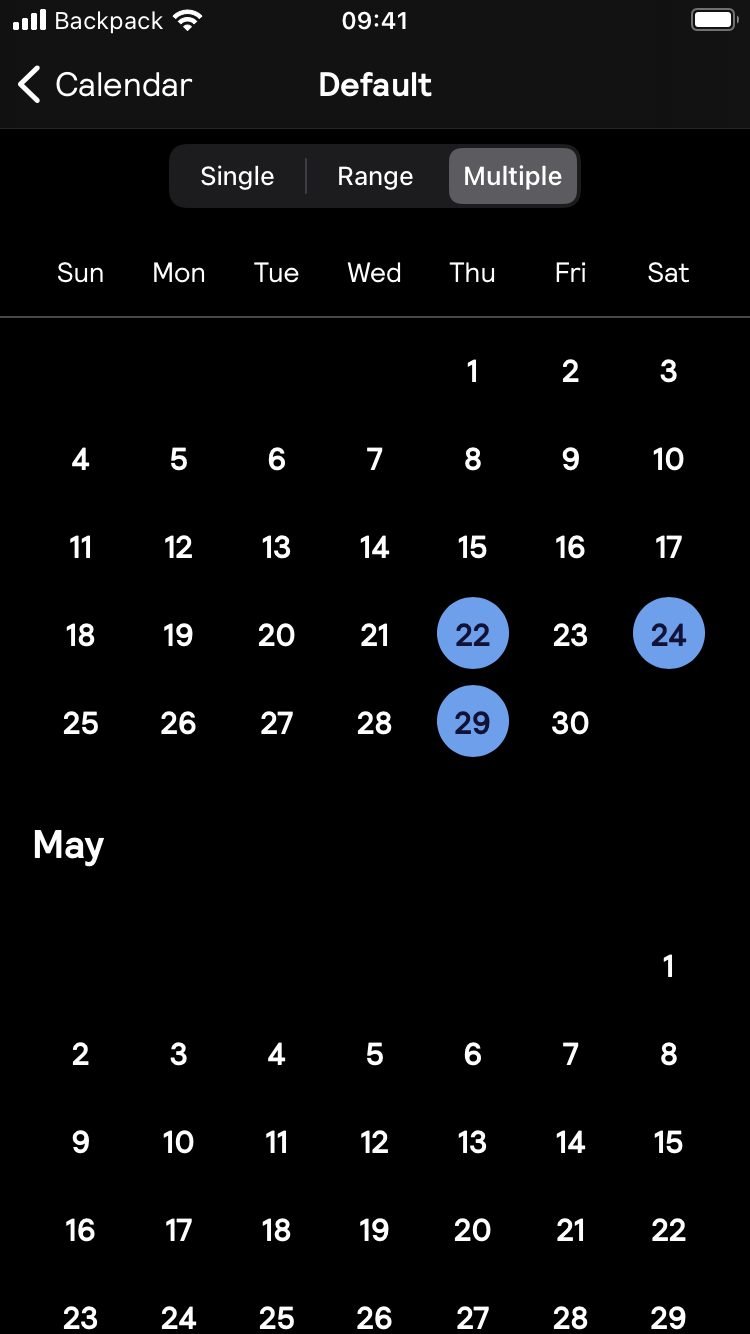 Backpack 09:41
Calendar Default
Single Range Multiple
Sun Mon Tue Wed Thu Fri Sat
1 2 3
4 5 6 7 8 9 10
11 12 13 14 15 16 17
18 19 20 21 22 23 24
25 26 27 28 29 30
May
1
2 3 4 5 6 7 8
9 10 11 12 13 14 15
16 17 18 19 20 21 22
23 24 25 26 27 28 29